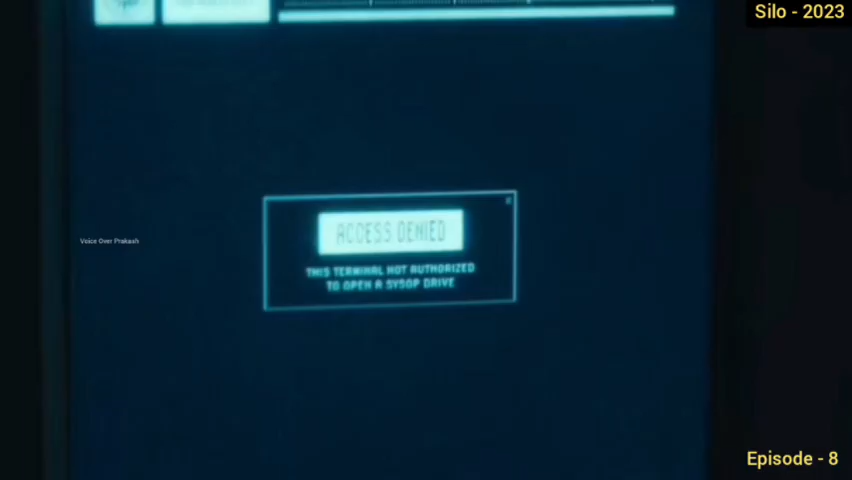 Silo - 2023
ACCESS DENIED
Voice Over Prakash
THIS TERMINAL NOT AUTHORIZED
TO OPEN A SYSOP DRIVE
Episode - 8